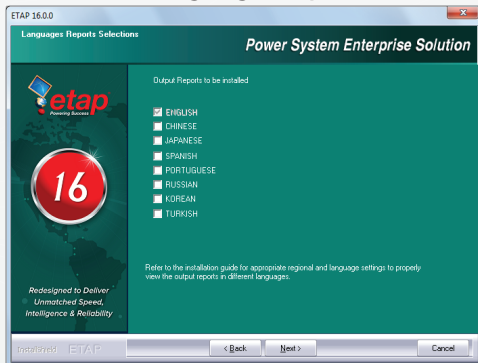 ETAP 16.0.0
Languages Reports Selections
Power System Enterprise Solution
etap
Powering Success
16
Redesigned to Deliver
Unmatched Speed,
Intelligence & Reliability
Output Reports to be installed
ENGLISH
CHINESE
JAPANESE
SPANISH
PORTUGUESE
RUSSIAN
KOREAN
TURKISH
Refer to the installation guide for appropriate regional and language settings to properly
view the output reports in different languages.
InstallShield ETAP
< Back
Next >
Cancel